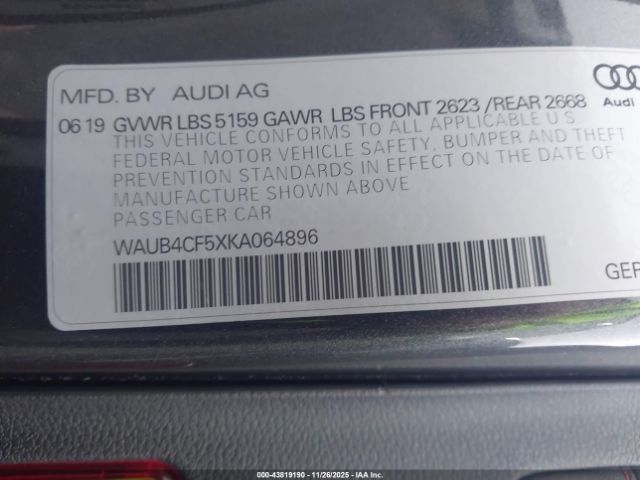 MFD. BY AUDI AG
06 19 GVWR LBS 5159 GAWR LBS FRONT 2623 /REAR 2668
THIS VEHICLE CONFORMS TO ALL APPLICABLE U.S.
FEDERAL MOTOR VEHICLE SAFETY, BUMPER AND THEFT
PREVENTION STANDARDS IN EFFECT ON THE DATE OF
MANUFACTURE SHOWN ABOVE
PASSENGER CAR
WAUB4CF5XKA064896
Audi
GER
000-43819190 - 11/26/2025 - IAA Inc.